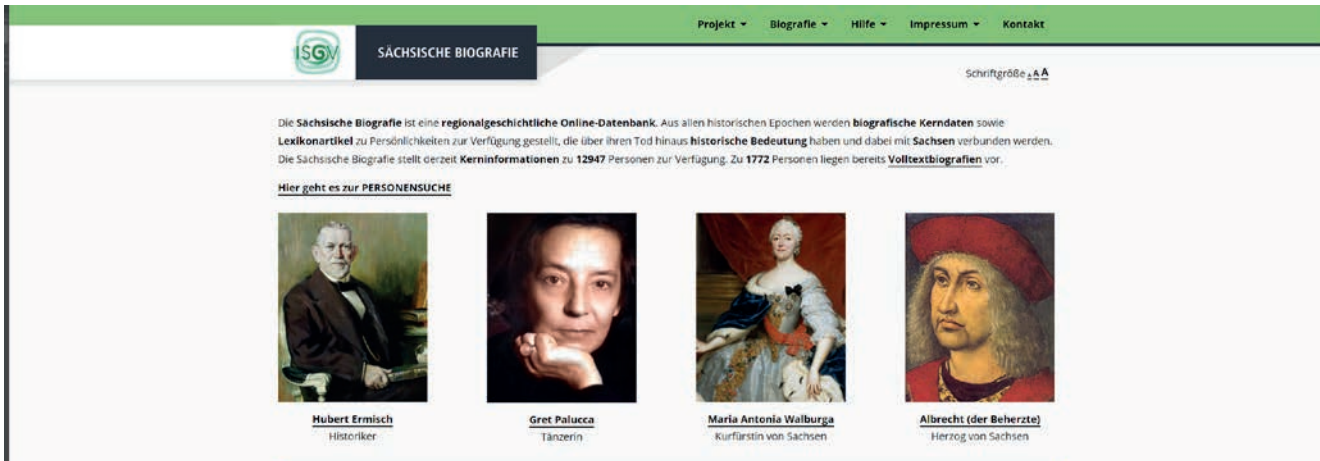 Projekt Biografie Hilfe Impressum Kontakt
ISGV
SÄCHSISCHE BIOGRAFIE
Schriftgröße A A A
Die Sächsische Biografie ist eine regionalgeschichtliche Online-Datenbank. Aus allen historischen Epochen werden biografische Kerndaten sowie
Lexikonartikel zu Persönlichkeiten zur Verfügung gestellt, die über ihren Tod hinaus historische Bedeutung haben und dabei mit Sachsen verbunden werden.
Die Sächsische Biografie stellt derzeit Kerninformationen zu 12947 Personen zur Verfügung. Zu 1772 Personen liegen bereits Volltextbiografien vor.
Hier geht es zur PERSONENSUCHE
Hubert Ermisch Gret Palucca Maria Antonia Walburga Albrecht (der Beherzte)
Historiker Tänzerin Kurfürstin von Sachsen Herzog von Sachsen